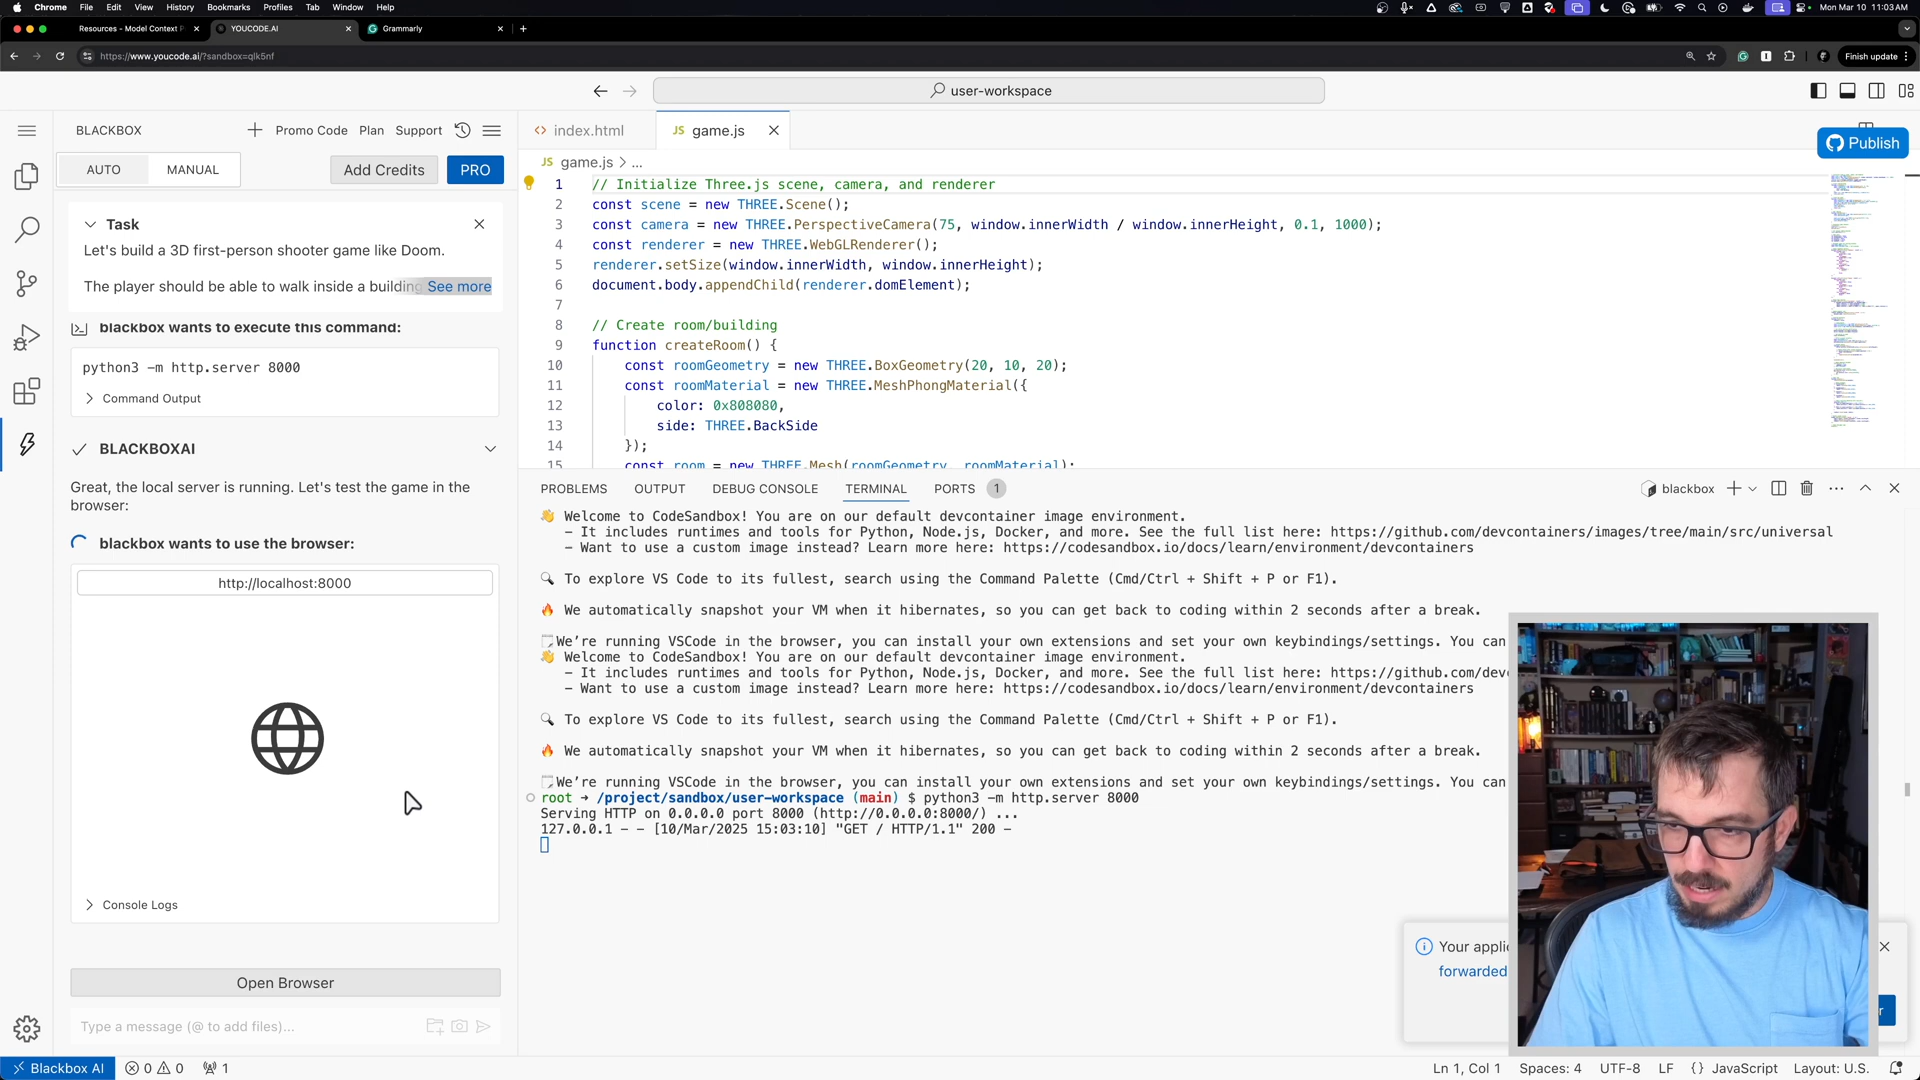 Chrome File Edit View History Bookmarks Profiles Tab Window Help
Mon Mar 10 11:03 AM
Resources - Model Context P
YOUCODE.AI
Grammarly
https://www.youcode.ai/?sandbox=qlk5nf
Finish update
user-workspace
BLACKBOX
Promo Code Plan Support
AUTO MANUAL
Add Credits PRO
Task
Let's build a 3D first-person shooter game like Doom.
The player should be able to walk inside a building See more
blackbox wants to execute this command:
python3 -m http.server 8000
Command Output
BLACKBOXAI
Great, the local server is running. Let's test the game in the
browser:
blackbox wants to use the browser:
http://localhost:8000
Console Logs
Open Browser
Type a message (@ to add files)...
index.html
JS game.js
Publish
JS game.js > ...
1 // Initialize Three.js scene, camera, and renderer
2 const scene = new THREE.Scene();
3 const camera = new THREE.PerspectiveCamera(75, window.innerWidth / window.innerHeight, 0.1, 1000);
4 const renderer = new THREE.WebGLRenderer();
5 renderer.setSize(window.innerWidth, window.innerHeight);
6 document.body.appendChild(renderer.domElement);
7
8 // Create room/building
9 function createRoom() {
10 const roomGeometry = new THREE.BoxGeometry(20, 10, 20);
11 const roomMaterial = new THREE.MeshPhongMaterial({
12 color: 0x808080,
13 side: THREE.BackSide
14 });
15 const room = new THREE.Mesh(roomGeometry, roomMaterial);
PROBLEMS OUTPUT DEBUG CONSOLE TERMINAL PORTS 1
blackbox
👋 Welcome to CodeSandbox! You are on our default devcontainer image environment.
- It includes runtimes and tools for Python, Node.js, Docker, and more. See the full list here: https://github.com/devcontainers/images/tree/main/src/universal
- Want to use a custom image instead? Learn more here: https://codesandbox.io/docs/learn/environment/devcontainers
🔍 To explore VS Code to its fullest, search using the Command Palette (Cmd/Ctrl + Shift + P or F1).
🔥 We automatically snapshot your VM when it hibernates, so you can get back to coding within 2 seconds after a break.
We’re running VSCode in the browser, you can install your own extensions and set your own keybindings/settings. You can
👋 Welcome to CodeSandbox! You are on our default devcontainer image environment.
- It includes runtimes and tools for Python, Node.js, Docker, and more. See the full list here: https://github.com/dev
- Want to use a custom image instead? Learn more here: https://codesandbox.io/docs/learn/environment/devcontainers
🔍 To explore VS Code to its fullest, search using the Command Palette (Cmd/Ctrl + Shift + P or F1).
🔥 We automatically snapshot your VM when it hibernates, so you can get back to coding within 2 seconds after a break.
We’re running VSCode in the browser, you can install your own extensions and set your own keybindings/settings. You can
root ➜ /project/sandbox/user-workspace (main) $ python3 -m http.server 8000
Serving HTTP on 0.0.0.0 port 8000 (http://0.0.0.0:8000/) ...
127.0.0.1 - - [10/Mar/2025 15:03:10] "GET / HTTP/1.1" 200 -
Your appli
forwarded
r
Blackbox AI 0 0 1
Ln 1, Col 1 Spaces: 4 UTF-8 LF {} JavaScript Layout: U.S.